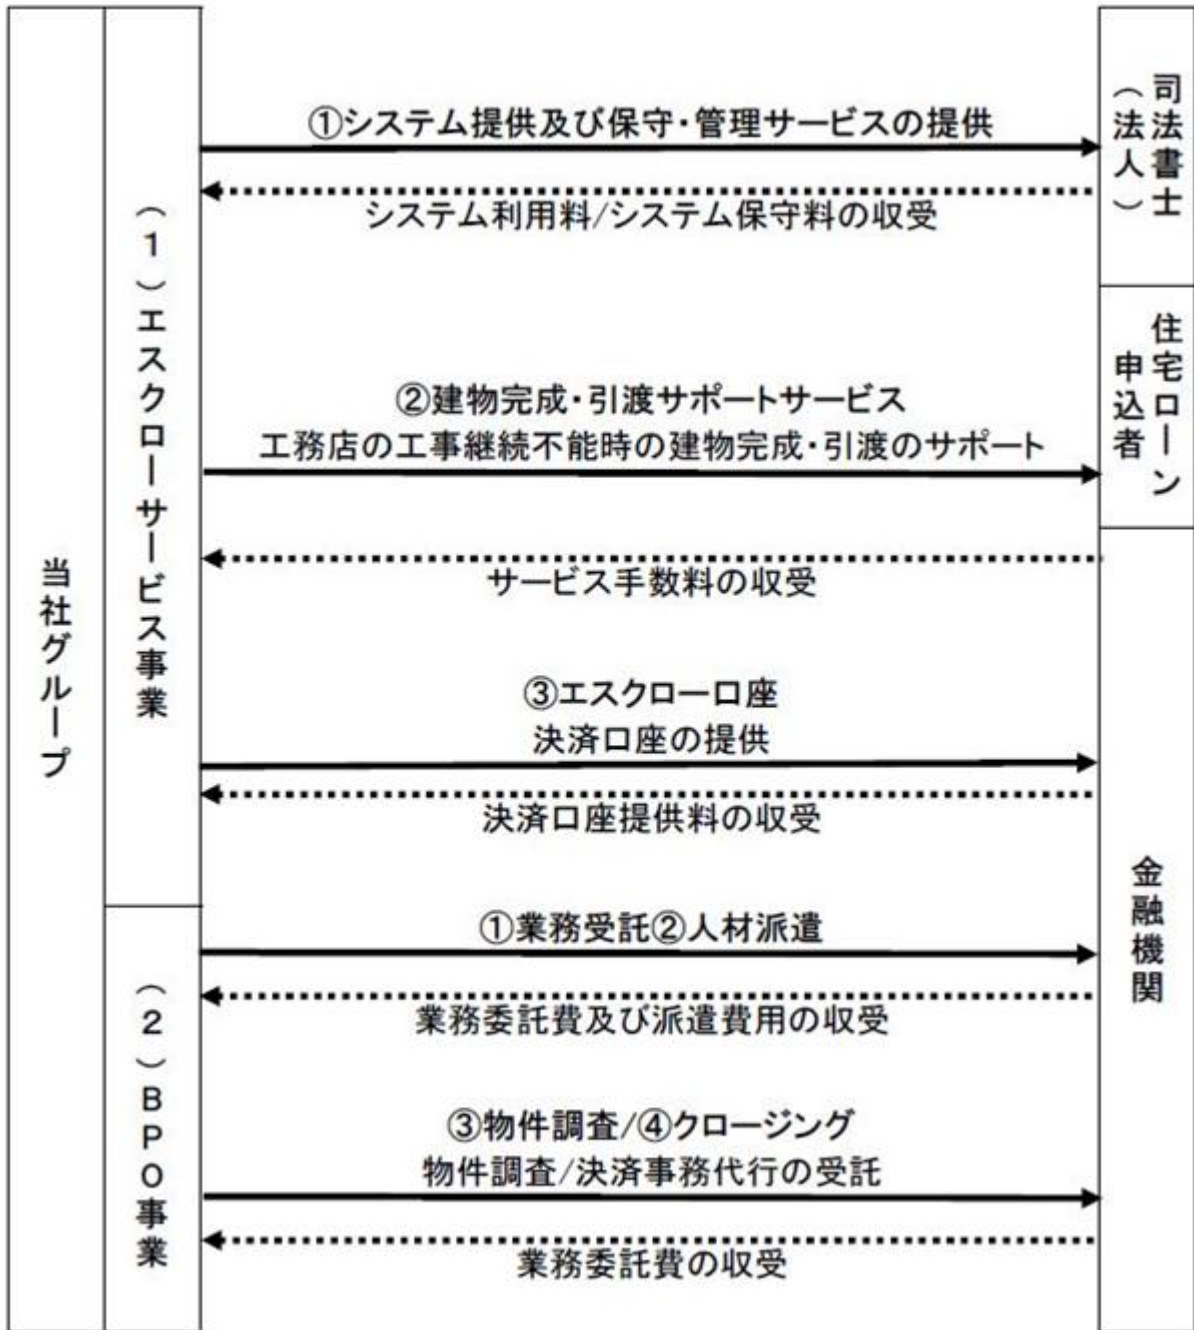 当社グループ
（１）エスクローサービス事業
①システム提供及び保守・管理サービスの提供
システム利用料/システム保守料の収受
司法書士
（法人）
②建物完成・引渡サポートサービス
工務店の工事継続不能時の建物完成・引渡のサポート
住宅ローン
申込者
サービス手数料の収受
③エスクロー口座
決済口座の提供
決済口座提供料の収受
金融機関
（２）ＢＰＯ事業
①業務受託②人材派遣
業務委託費及び派遣費用の収受
③物件調査/④クロージング
物件調査/決済事務代行の受託
業務委託費の収受